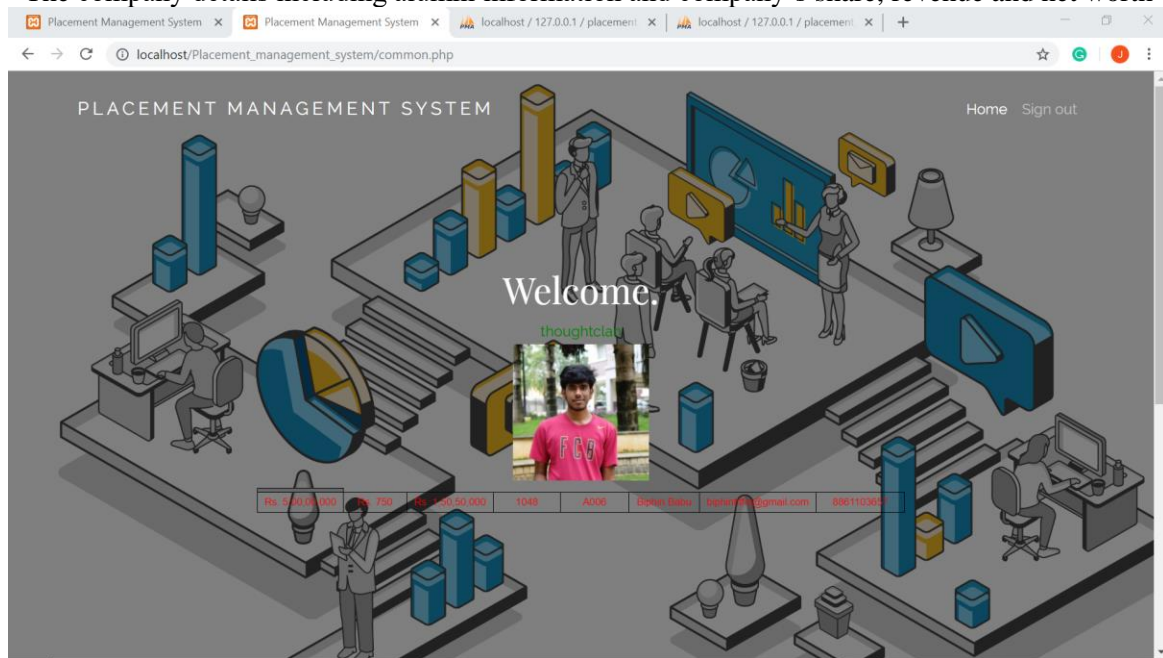 The company details including alumni information and company's share, revenue and net worth
Placement Management System Placement Management System localhost / 127.0.0.1 / placement localhost / 127.0.0.1 / placement
localhost/Placement_management_system/common.php
PLACEMENT MANAGEMENT SYSTEM Home Sign out
Welcome.
thoughtclan
FCB
Rs. 750 1048 A006 Babu